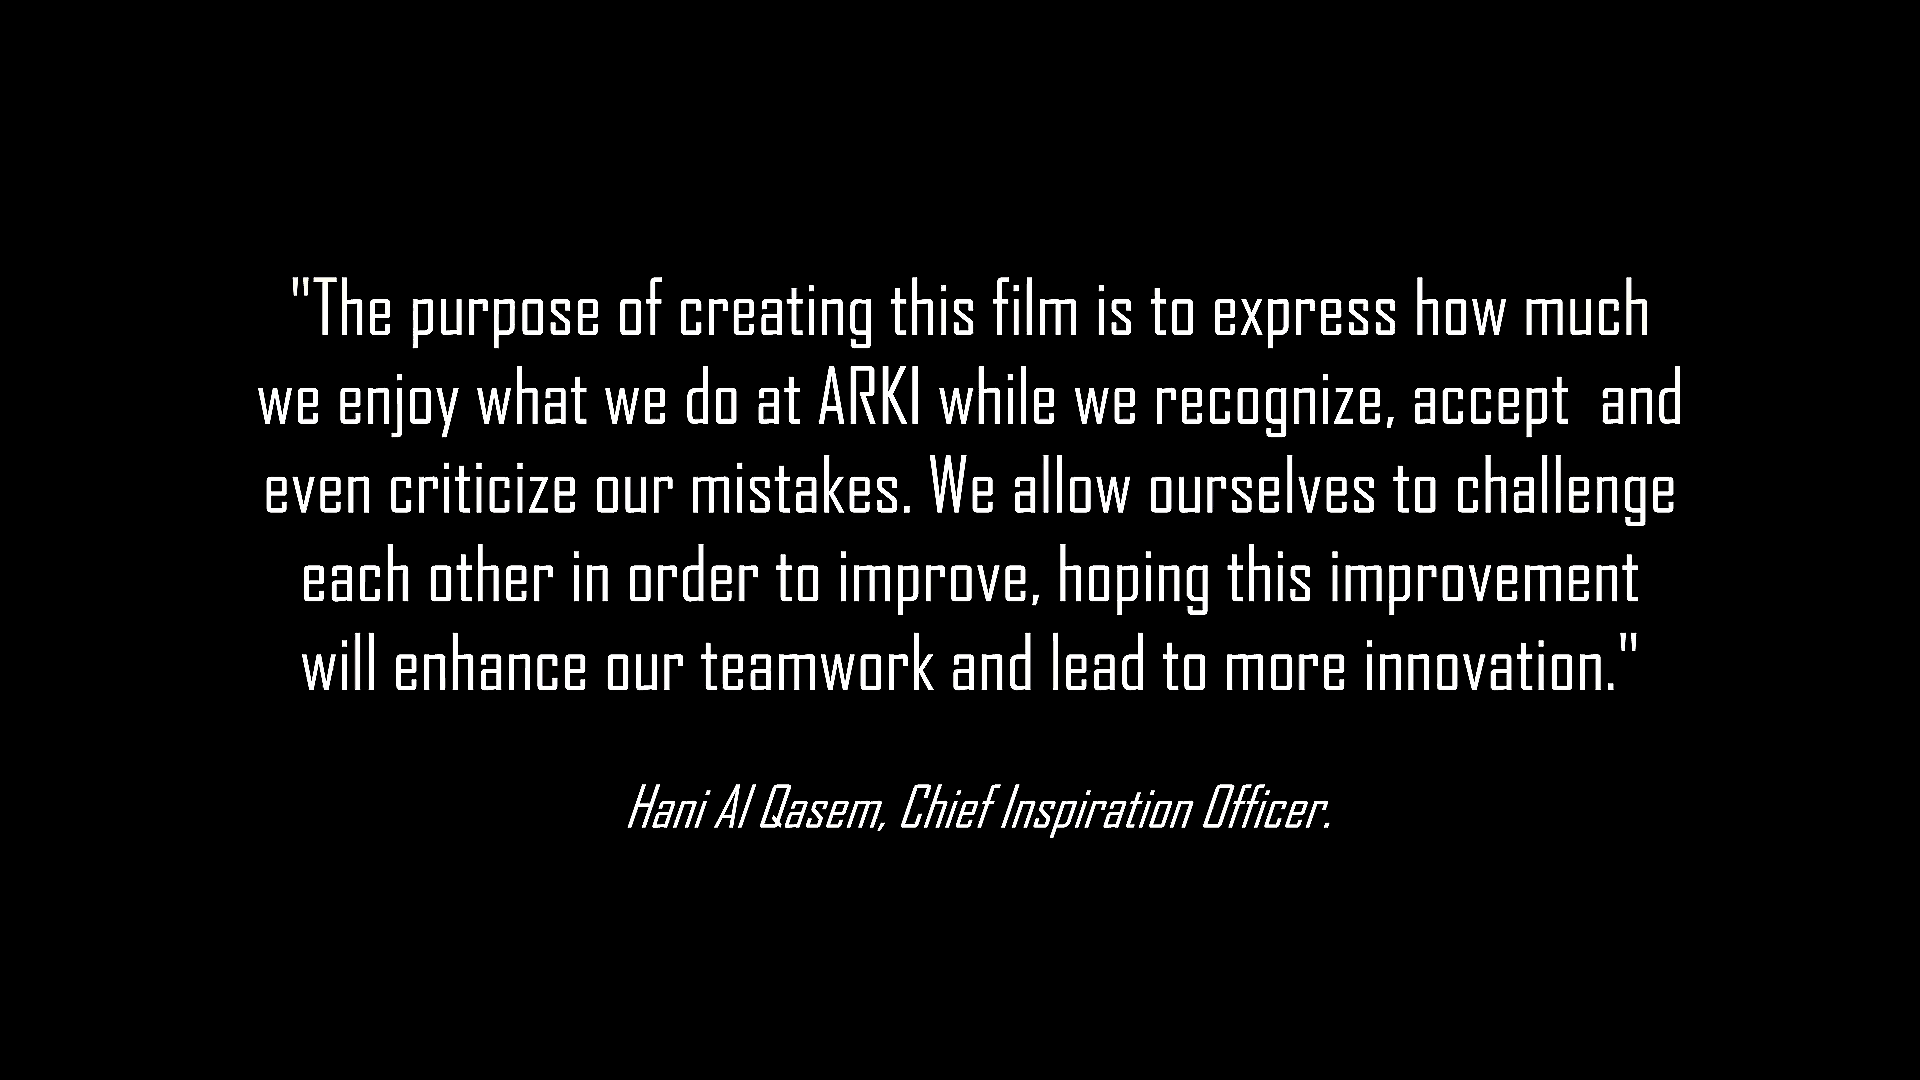 "The purpose of creating this film is to express how much
we enjoy what we do at ARKI while we recognize, accept  and
even criticize our mistakes. We allow ourselves to challenge
each other in order to improve, hoping this improvement
will enhance our teamwork and lead to more innovation."
Hani Al Qasem, Chief Inspiration Officer.